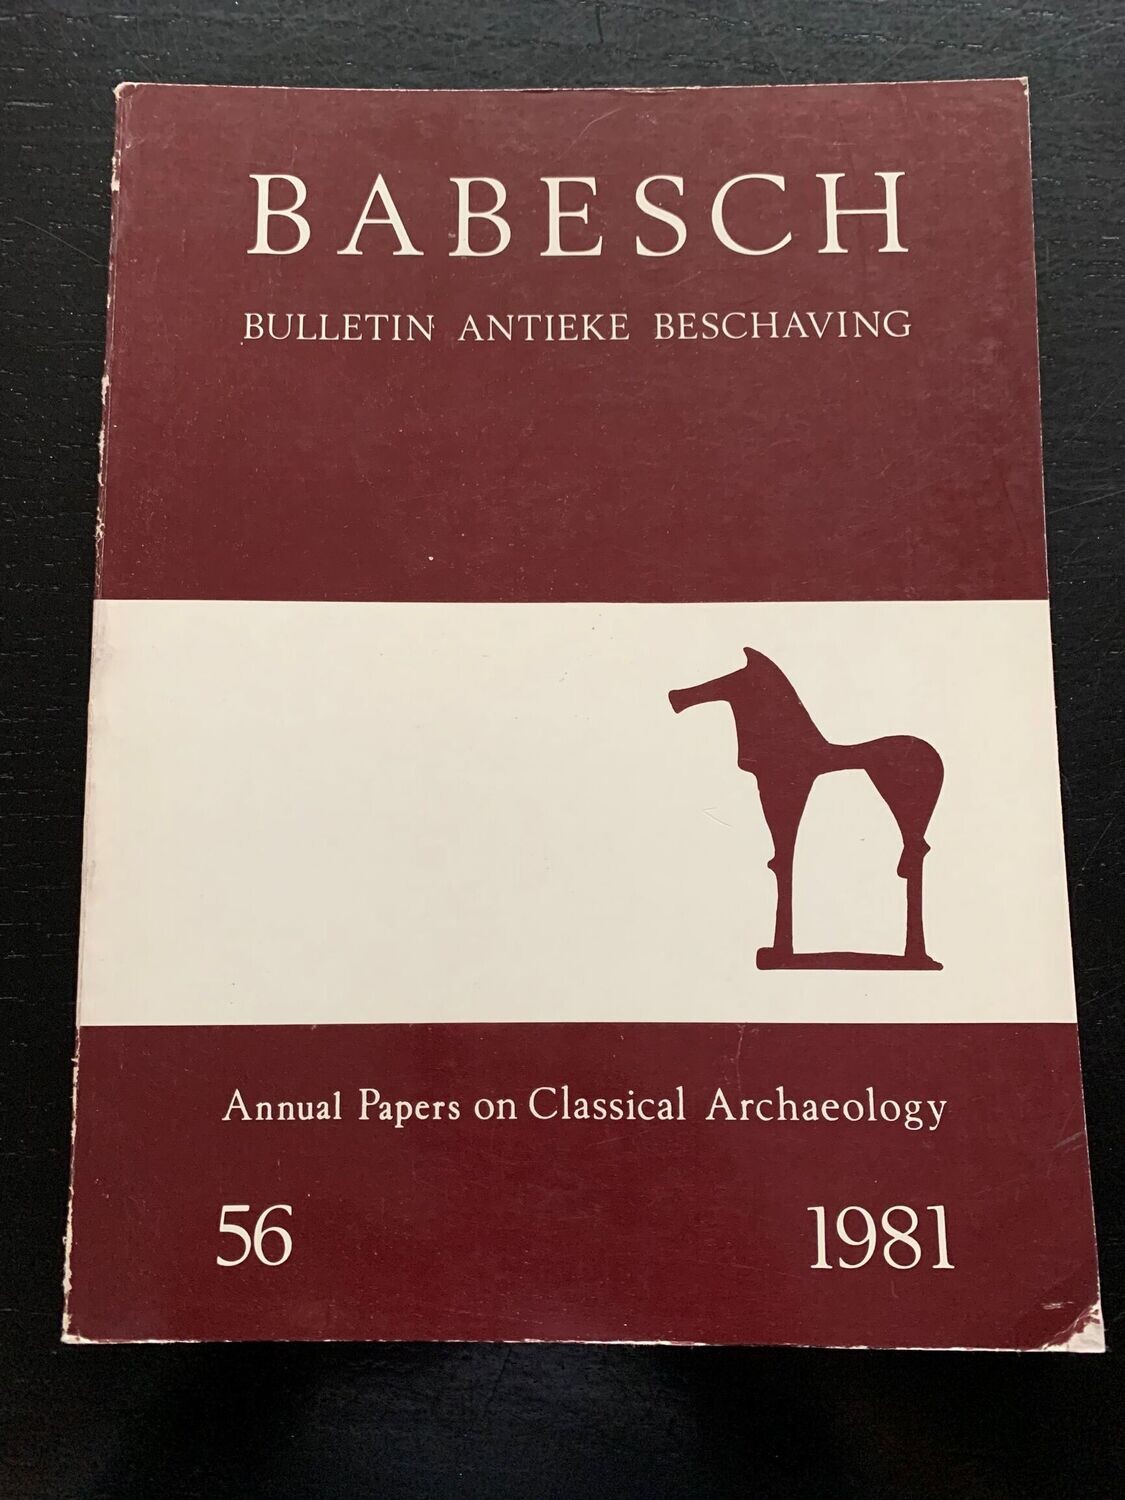 BABESCH
BULLETIN ANTIEKE BESCHAVING
Annual Papers on Classical Archaeology
56 1981